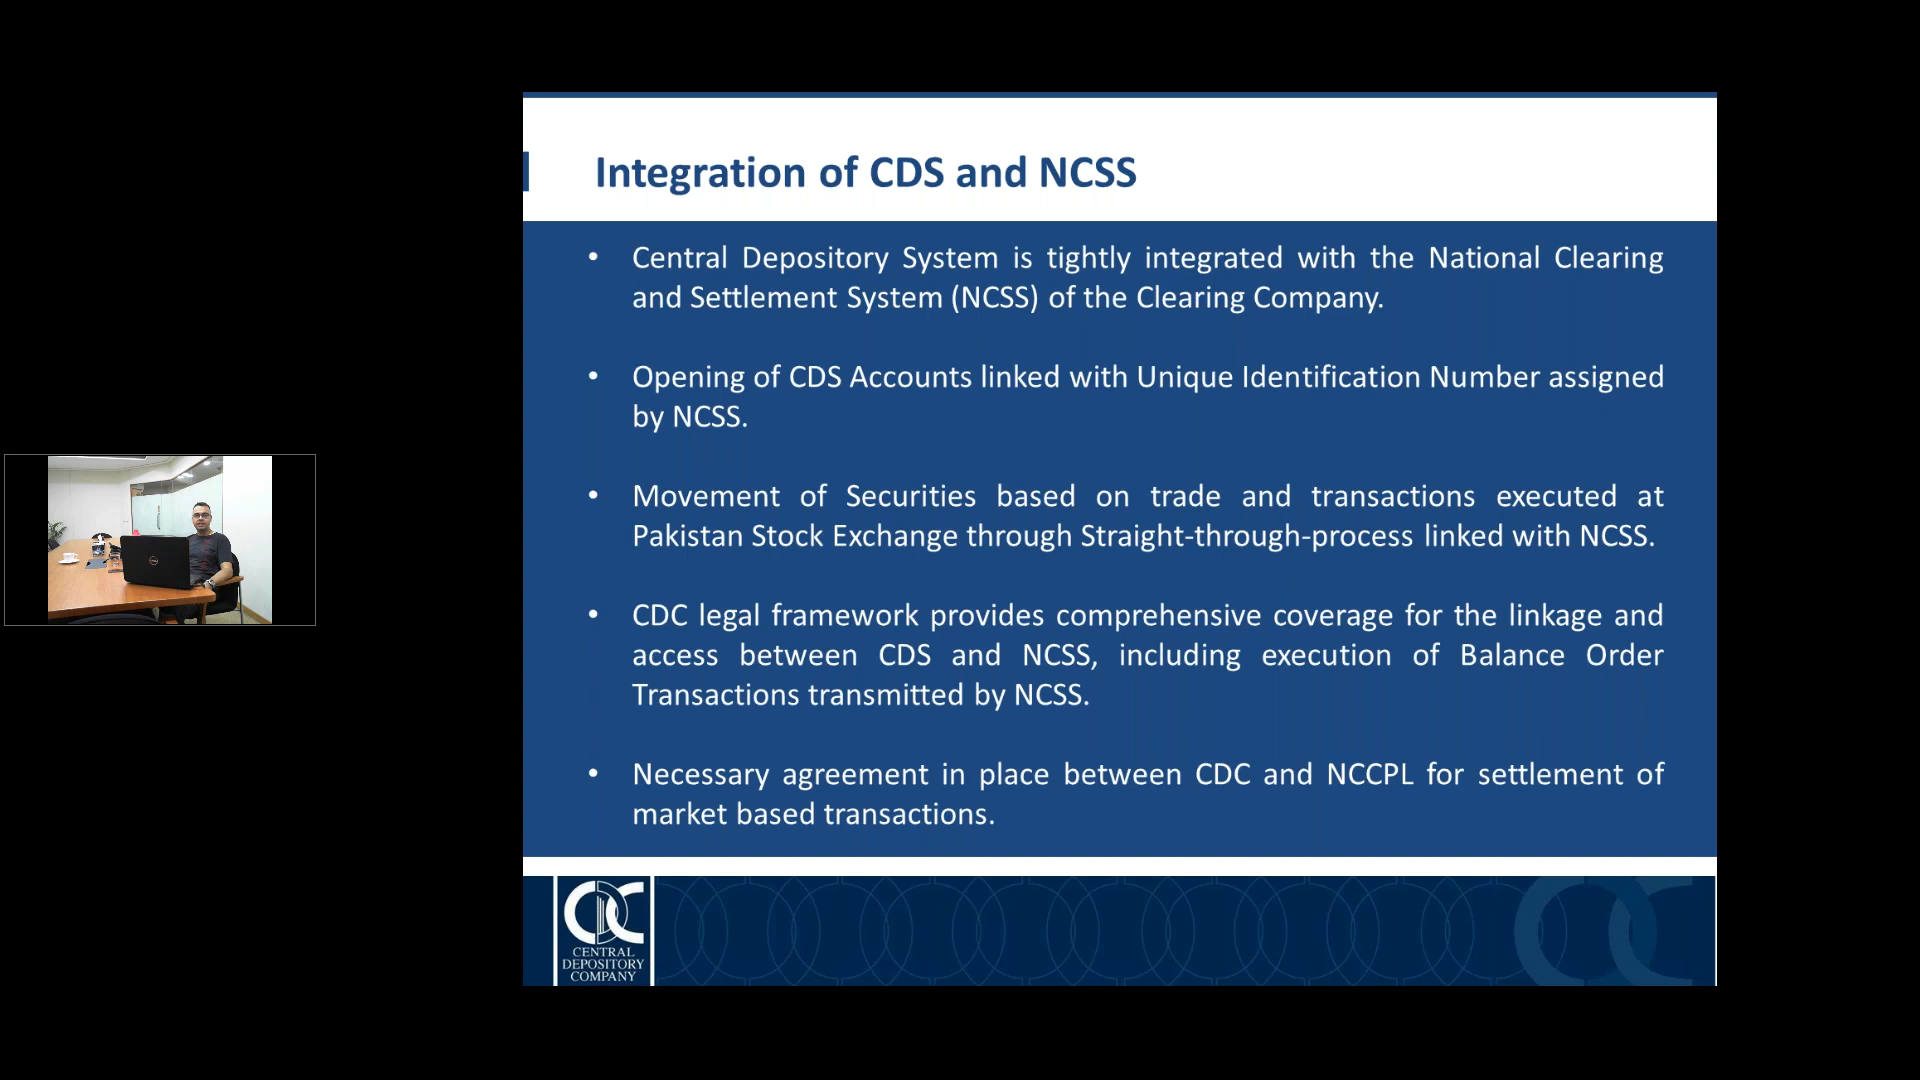 Integration of CDS and NCSS
• Central Depository System is tightly integrated with the National Clearing
and Settlement System (NCSS) of the Clearing Company.
• Opening of CDS Accounts linked with Unique Identification Number assigned
by NCSS.
• Movement of Securities based on trade and transactions executed at
Pakistan Stock Exchange through Straight-through-process linked with NCSS.
• CDC legal framework provides comprehensive coverage for the linkage and
access between CDS and NCSS, including execution of Balance Order
Transactions transmitted by NCSS.
• Necessary agreement in place between CDC and NCCPL for settlement of
market based transactions.
CENTRAL
DEPOSITORY
COMPANY